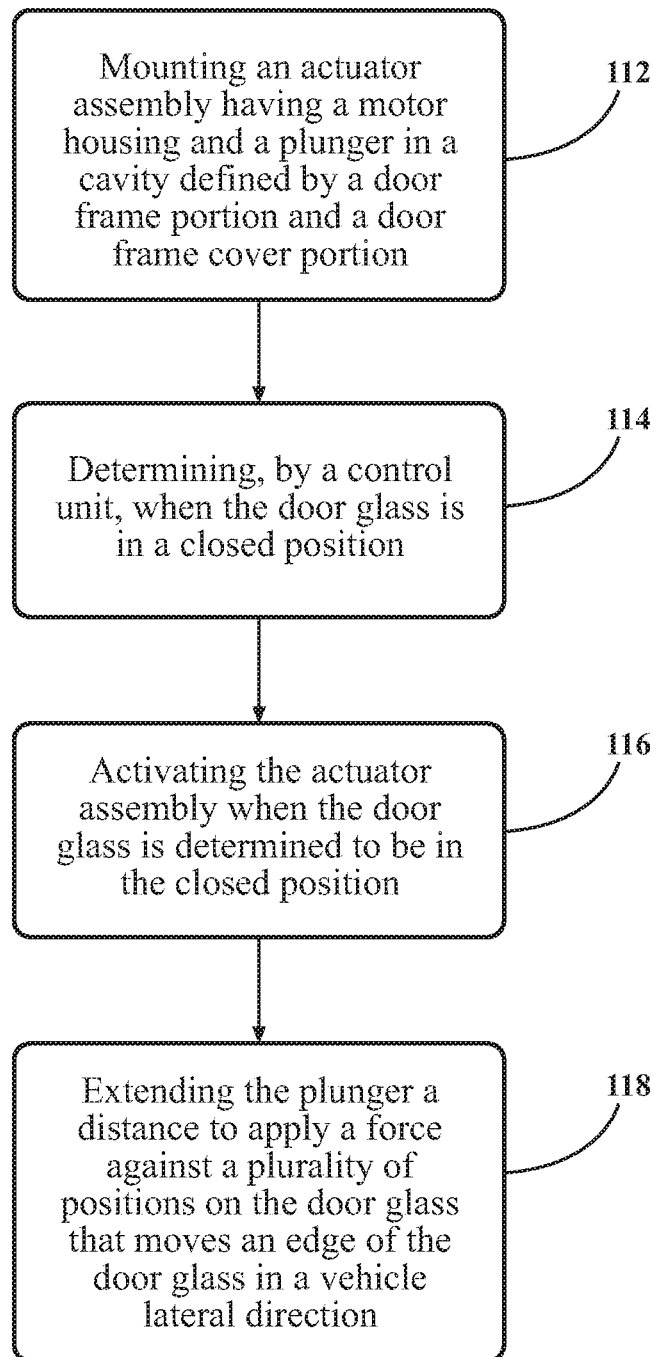 Mounting an actuator
assembly having a motor
housing and a plunger in a
cavity defined by a door
frame portion and a door
frame cover portion
112
Determining, by a control
unit, when the door glass is
in a closed position
114
Activating the actuator
assembly when the door
glass is determined to be in
the closed position
116
Extending the plunger a
distance to apply a force
against a plurality of
positions on the door glass
that moves an edge of the
door glass in a vehicle
lateral direction
118